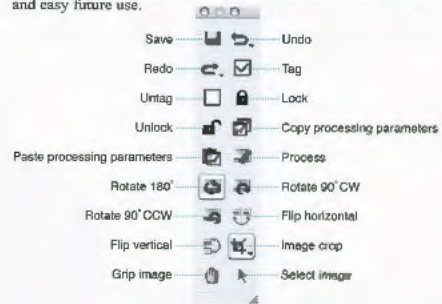 and easy future use.
Save Undo
Redo Tag
Untag Lock
Unlock Copy processing parameters
Paste processing parameters Process
Rotate 180° Rotate 90°CW
Rotate 90°CCW Flip horizontal
Flip vertical Image crop
Grip image Select image